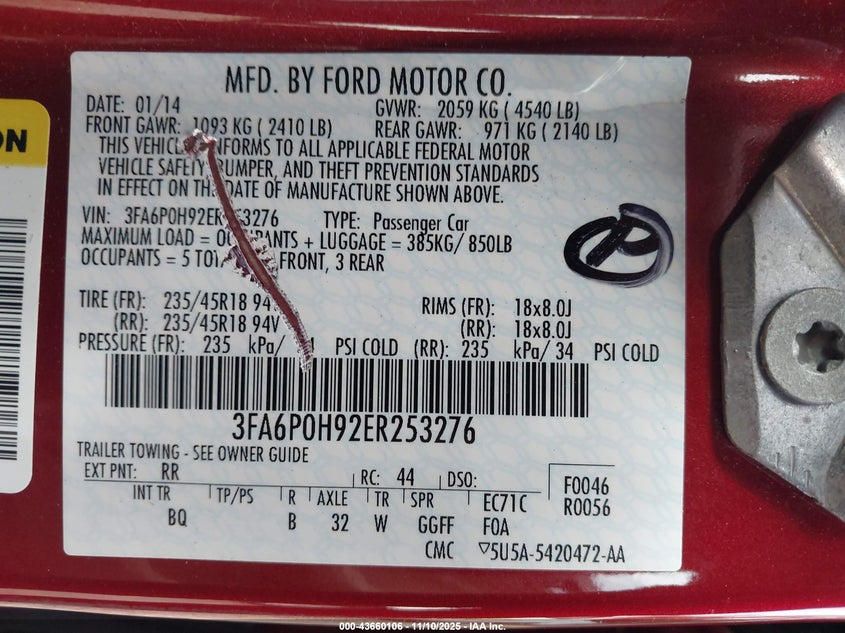 MFD. BY FORD MOTOR CO.
DATE: 01/14 GVWR: 2059 KG ( 4540 LB)
FRONT GAWR: 1093 KG ( 2410 LB) REAR GAWR: 971 KG ( 2140 LB)
THIS VEHICLE TO ALL APPLICABLE FEDERAL MOTOR
VEHICLE SAFETY, BUMPER, AND THEFT PREVENTION STANDARDS
IN EFFECT ON THE DATE OF MANUFACTURE SHOWN ABOVE.
VIN: 3FA6P0H92ER253276 TYPE: Passenger Car
MAXIMUM LOAD = OCCUPANTS + LUGGAGE = 385KG/ 850LB
OCCUPANTS = 5 FRONT, 3 REAR
TIRE (FR): 235/45R18 94 RIMS (FR): 18x8.0J
(RR): 235/45R18 94V (RR): 18x8.0J
PRESSURE (FR): 235 kPa/ PSI COLD (RR): 235 kPa/ 34 PSI COLD
3FA6P0H92ER253276
TRAILER TOWING - SEE OWNER GUIDE
EXT PNT: RR RC: 44 DSO: F0046
INT TR TP/PS R AXLE TR SPR EC71C R0056
BQ B 32 W GGFF F0A
CMC ▽5U5A-5420472-AA
ON
000-43660106 - 11/10/2025 - IAA Inc.